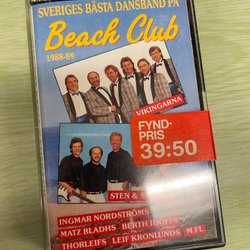 SVERIGES BÄSTA DANSBAND PÅ
Beach Club
1988-89
VIKINGARNA
FYND-
PRIS
39:50
STEN &
INGMAR NORDSTRÖMS
MATZ BLADHS BERTH IDOFFS
THORLEIFS LEIF KRONLUNDS M.FL.